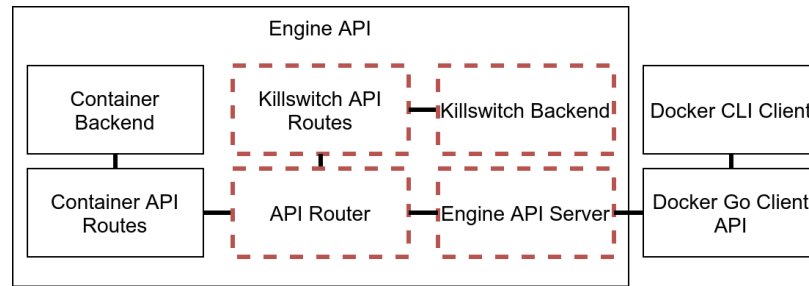 Engine API
Container
Backend
Killswitch API
Routes
Killswitch Backend
Docker CLI Client
Container API
Routes
API Router
Engine API Server
Docker Go Client
API